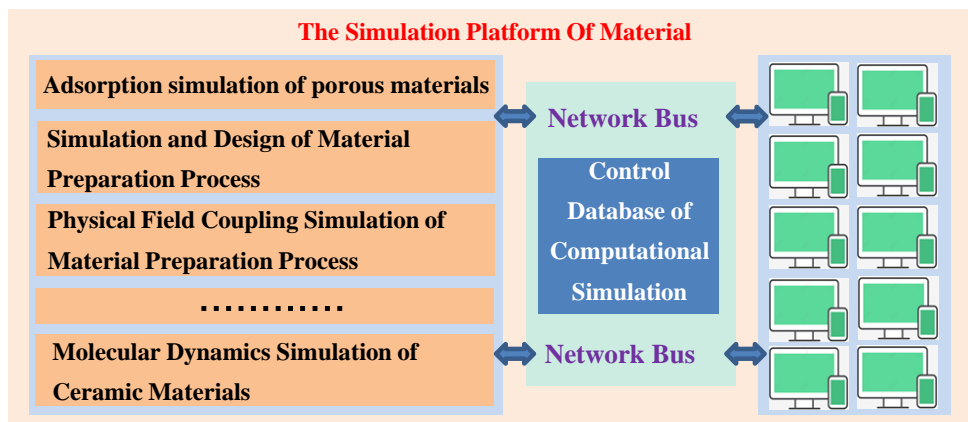 The Simulation Platform Of Material
Adsorption simulation of porous materials
Simulation and Design of Material
Preparation Process
Physical Field Coupling Simulation of
Material Preparation Process
............
Molecular Dynamics Simulation of
Ceramic Materials
Network Bus
Control
Database of
Computational
Simulation
Network Bus